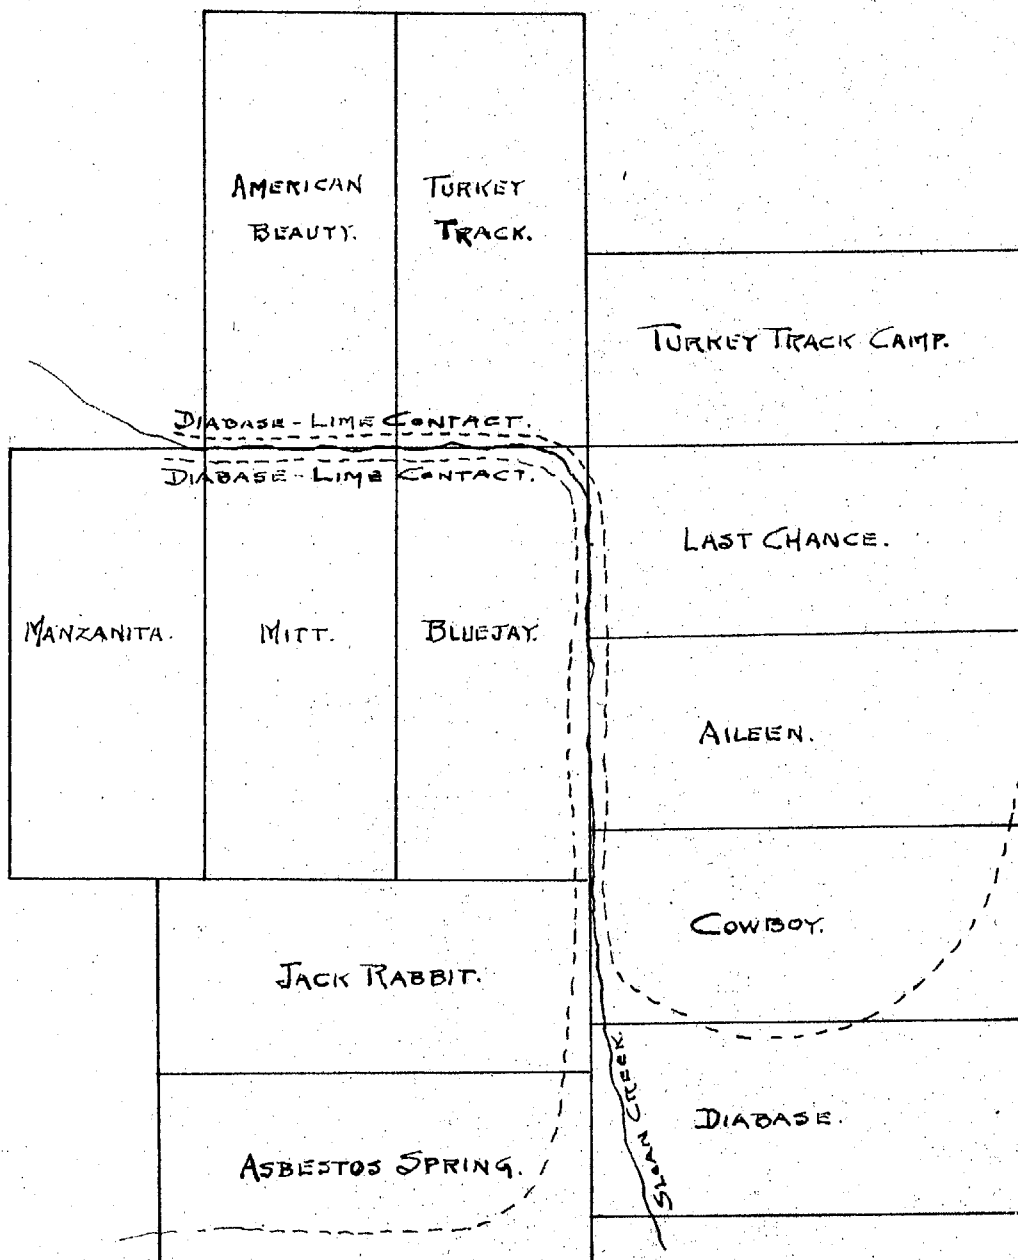 AMERICAN
BEAUTY.
TURKEY
TRACK.
TURKEY TRACK CAMP.
DIABASE - LIME CONTACT.
DIABASE - LIME CONTACT.
LAST CHANCE.
MANZANITA.
MITT.
BLUEJAY.
AILEEN.
COWBOY.
JACK RABBIT.
SLOAN CREEK.
DIABASE.
ASBESTOS SPRING.